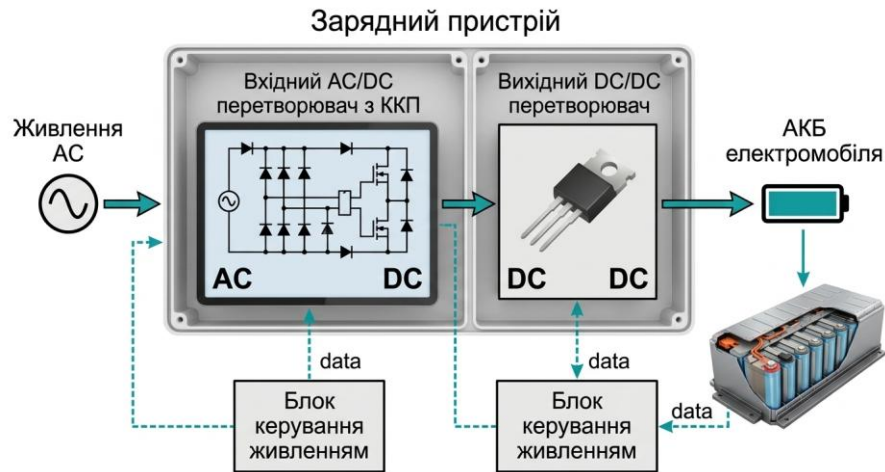 Зарядний пристрій
Вхідний AC/DC
перетворювач з ККП
Вихідний DC/DC
перетворювач
Живлення
AC
АКБ
електромобіля
AC
DC
DC
DC
data
data
data
Блок
керування
живленням
Блок
керування
живленням